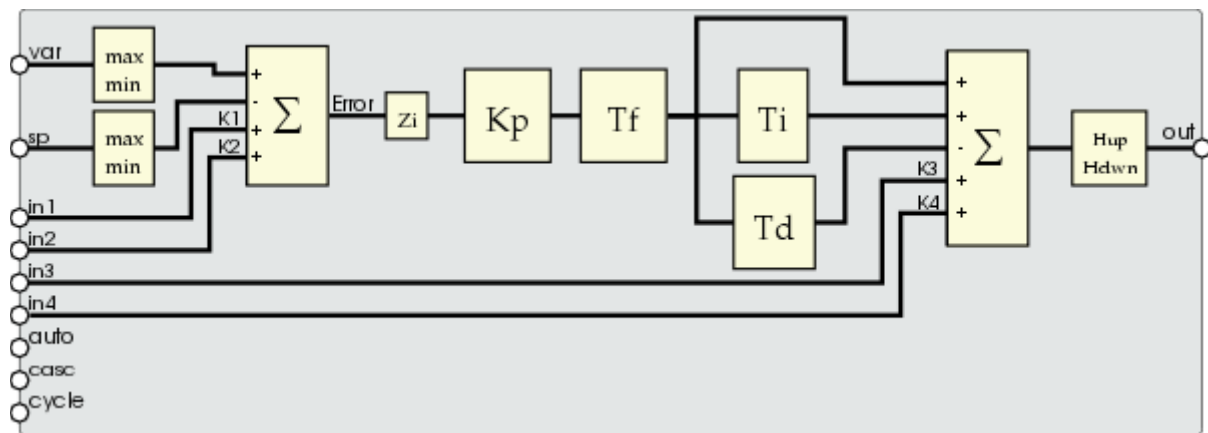 var
max
min
+
-
K1
+
K2
+
Σ
Error
Zi
Kp
Tf
Ti
Td
+
+
-
K3
+
K4
+
Σ
Hup
Hdwn
out
sp
max
min
in1
in2
in3
in4
auto
casc
cycle